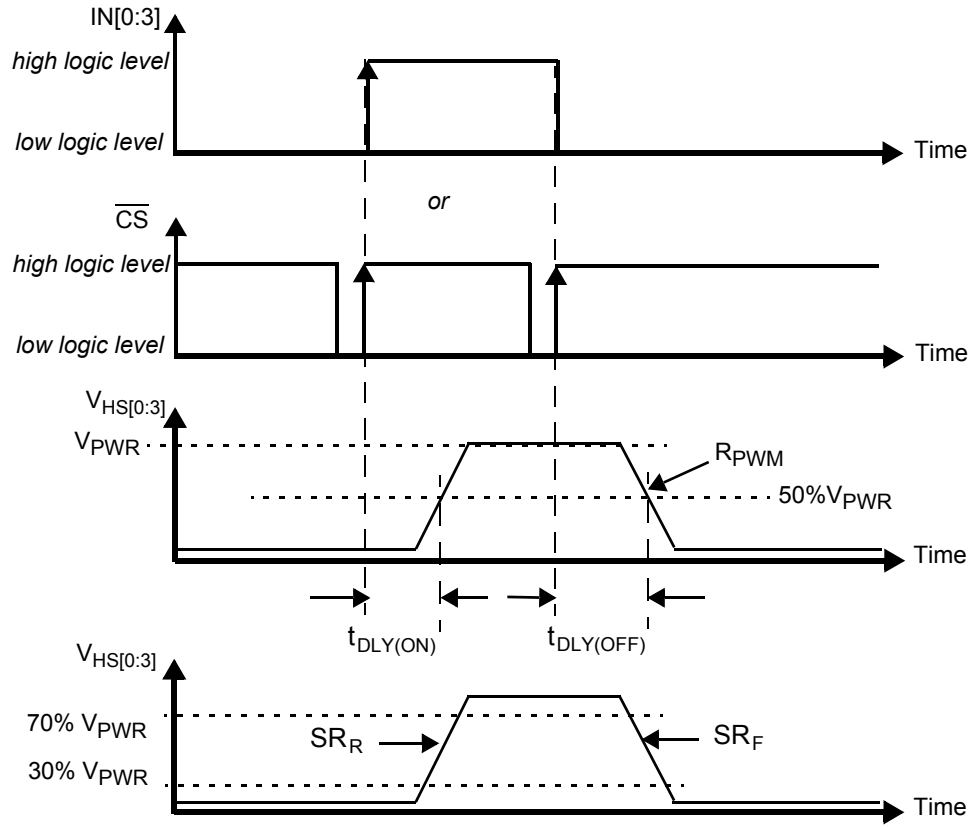 IN[0:3]
high logic level
low logic level
Time
or
CS
high logic level
low logic level
Time
VHS[0:3]
VPWR
RPWM
50%VPWR
Time
tDLY(ON)
tDLY(OFF)
VHS[0:3]
70% VPWR
SRR
SRF
30% VPWR
Time